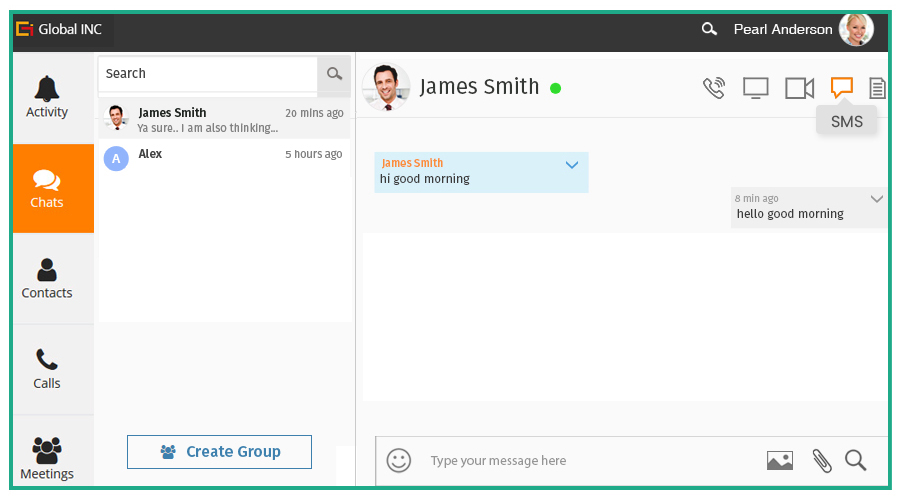 Global INC
Pearl Anderson
Activity
Chats
Contacts
Calls
Meetings
Search
James Smith
2o mins ago
Ya sure.. i am also thinking...
A
Alex
5 hours ago
Create Group
James Smith
SMS
James Smith
hi good morning
8 min ago
hello good morning
Type your message here